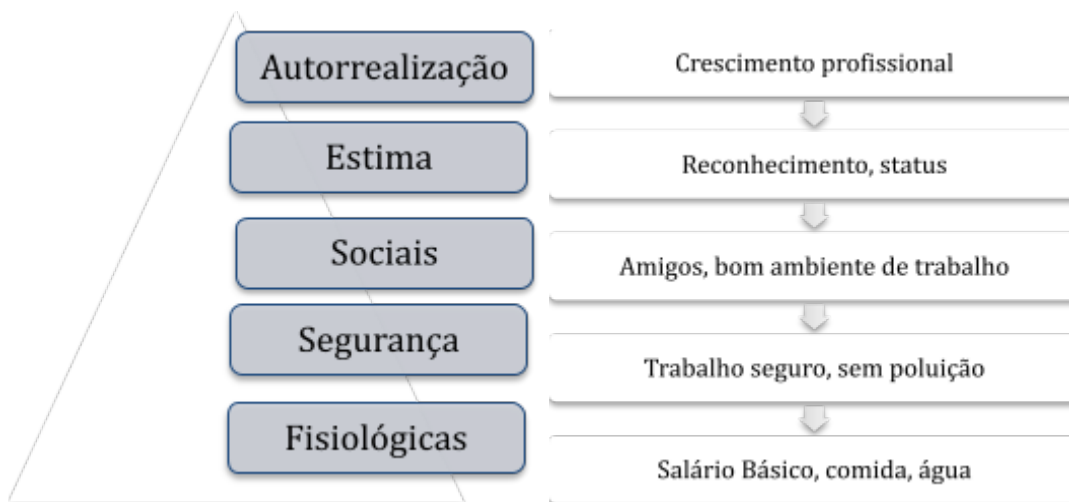 Autorrealização
Crescimento profissional
Estima
Reconhecimento, status
Sociais
Amigos, bom ambiente de trabalho
Segurança
Trabalho seguro, sem poluição
Fisiológicas
Salário Básico, comida, água